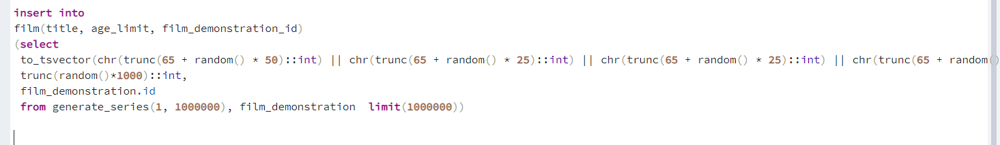 insert into
film(title, age_limit, film_demonstration_id)
(select
to_tsvector(chr(trunc(65 + random() * 50)::int) || chr(trunc(65 + random() * 25)::int) || chr(trunc(65 + random() * 25)::int) || chr(trunc(65 + random()
trunc(random()*1000)::int,
film_demonstration.id
from generate_series(1, 1000000), film_demonstration  limit(1000000))